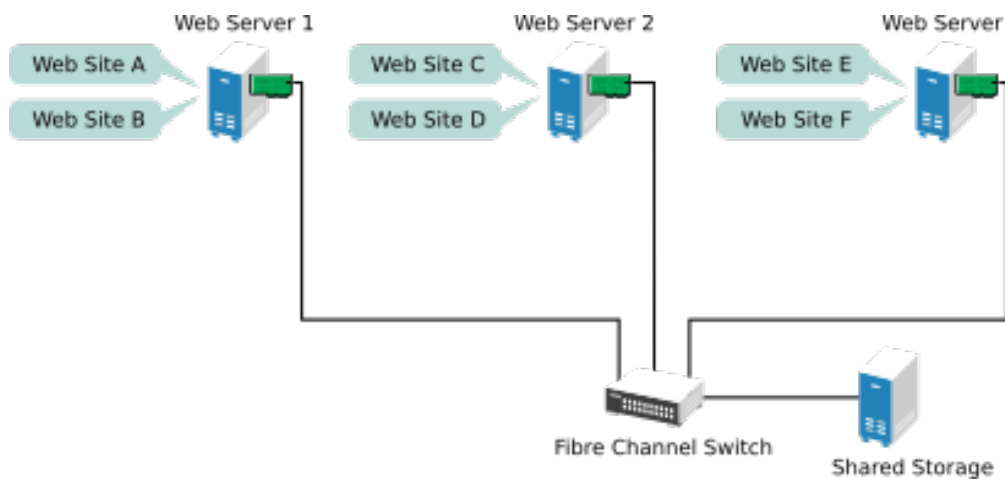 Web Server 1
Web Server 2
Web Server
Web Site A
Web Site C
Web Site E
Web Site B
Web Site D
Web Site F
Fibre Channel Switch
Shared Storage